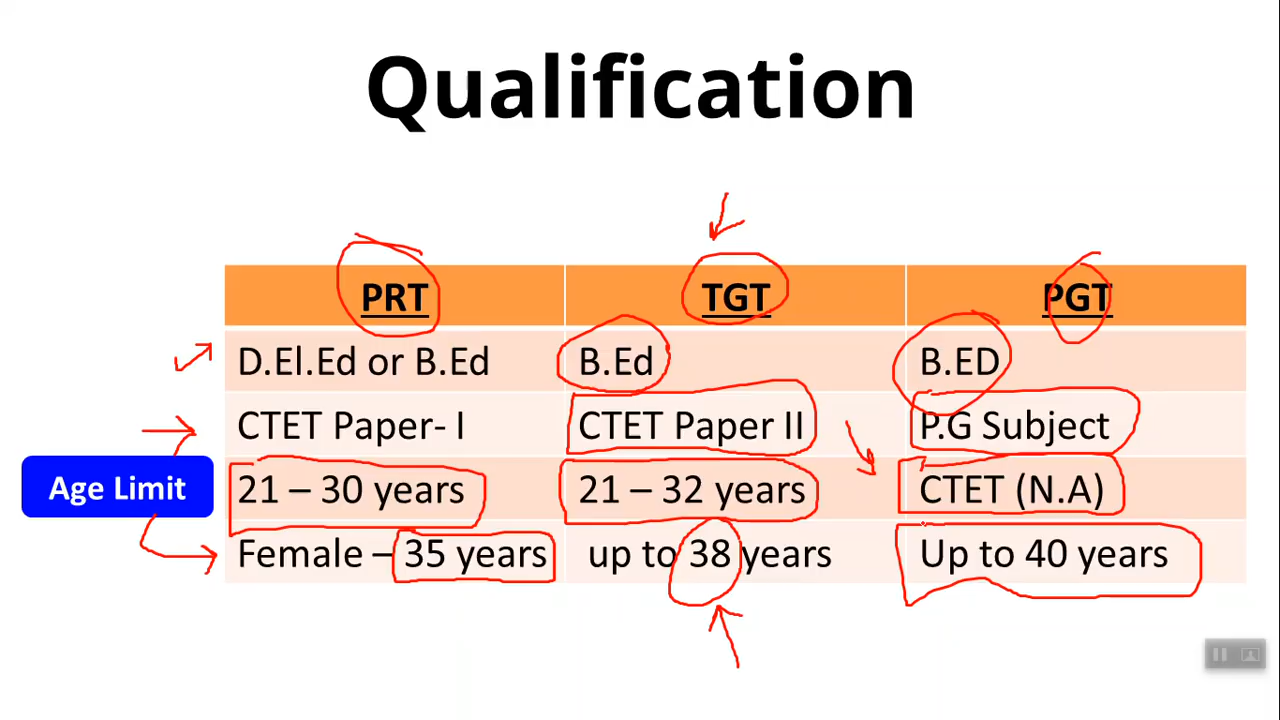 Qualification
PRT TGT PGT
D.El.Ed or B.Ed B.Ed B.ED
CTET Paper- I CTET Paper II P.G Subject
Age Limit 21 – 30 years 21 – 32 years CTET (N.A)
Female – 35 years up to 38 years Up to 40 years